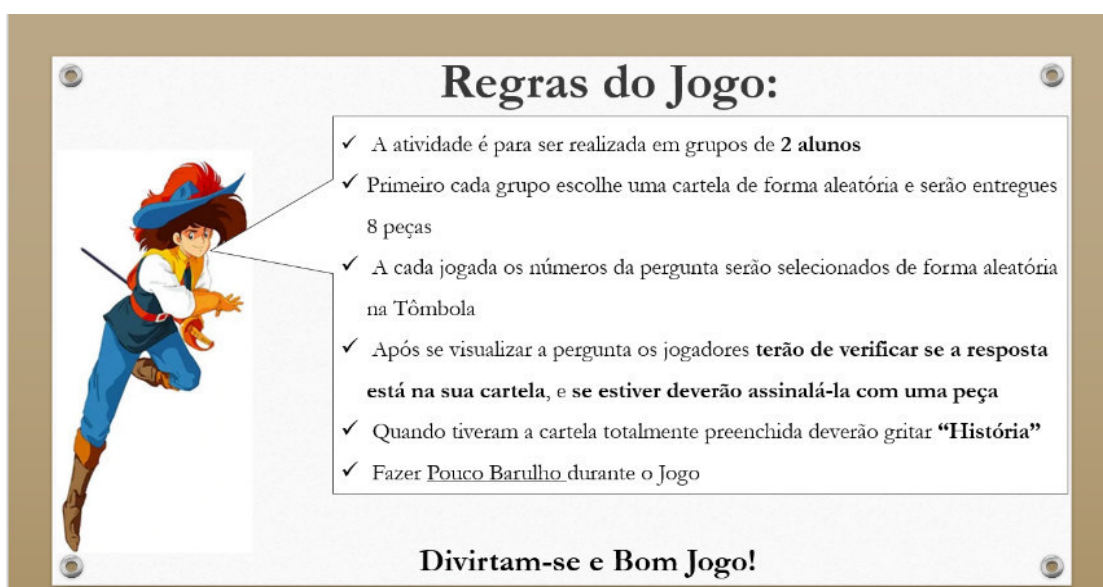 Regras do Jogo:
✓ A atividade é para ser realizada em grupos de 2 alunos
✓ Primeiro cada grupo escolhe uma cartela de forma aleatória e serão entregues
8 peças
✓ A cada jogada os números da pergunta serão selecionados de forma aleatória
na Tômbola
✓ Após se visualizar a pergunta os jogadores terão de verificar se a resposta
está na sua cartela, e se estiver deverão assinalá-la com uma peça
✓ Quando tiveram a cartela totalmente preenchida deverão gritar “História”
✓ Fazer Pouco Barulho durante o Jogo
Divirtam-se e Bom Jogo!